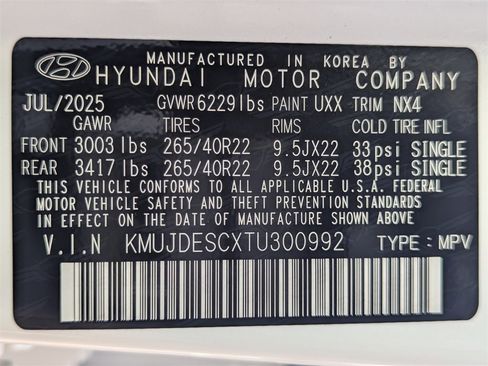 MANUFACTURED IN KOREA BY
HYUNDAI MOTOR COMPANY
JUL/2025 GVWR 6229 lbs PAINT UXX TRIM NX4
GAWR TIRES RIMS COLD TIRE INFL
FRONT 3003 lbs 265/40R22 9.5JX22 33 psi SINGLE
REAR 3417 lbs 265/40R22 9.5JX22 38 psi SINGLE
THIS VEHICLE CONFORMS TO ALL APPLICABLE U.S.A. FEDERAL
MOTOR VEHICLE SAFETY AND THEFT PREVENTION STANDARDS
IN EFFECT ON THE DATE OF MANUFACTURE SHOWN ABOVE.
V.I.N KMUJDESCXTU300992 TYPE : MPV